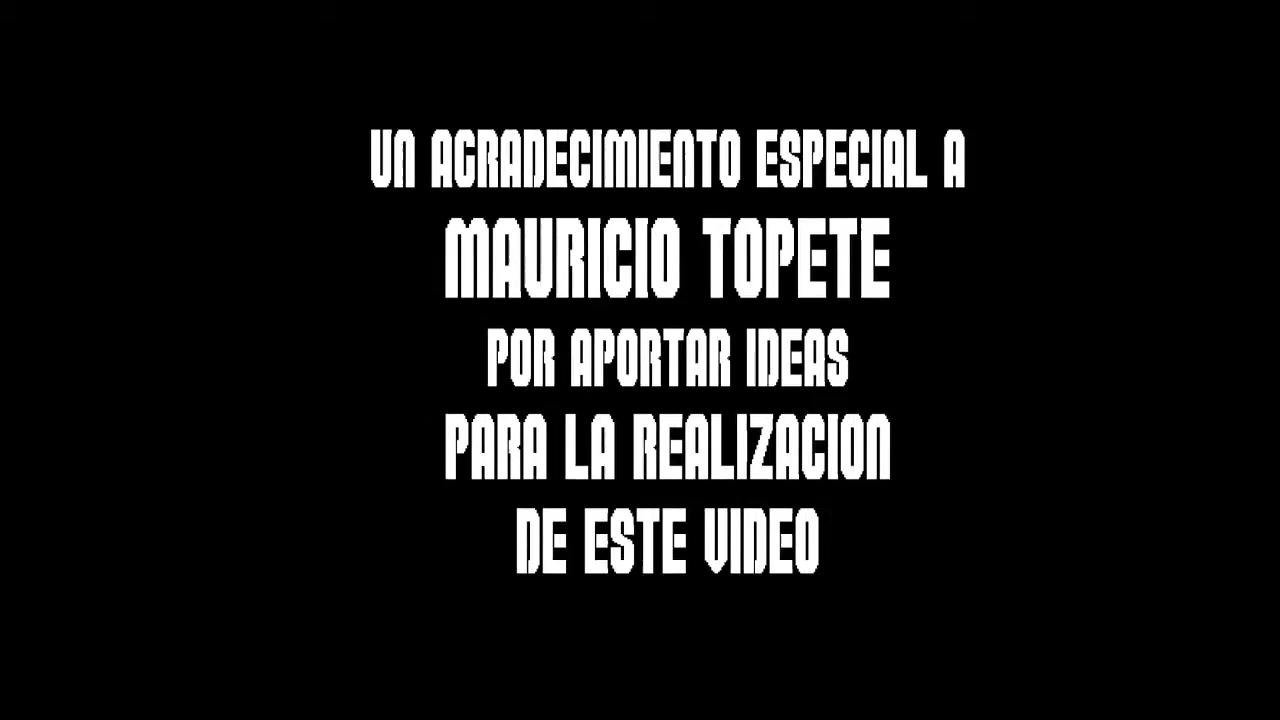 UN AGRADECIMIENTO ESPECIAL A
MAURICIO TOPETE
POR APORTAR IDEAS
PARA LA REALIZACION
DE ESTE VIDEO